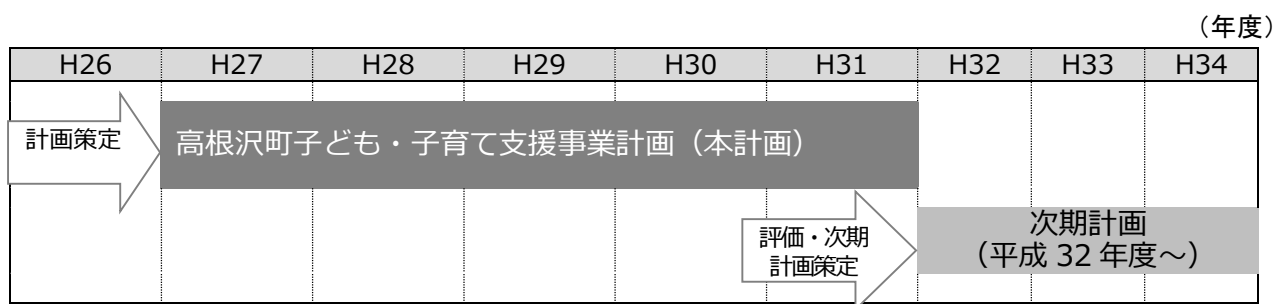 （年度）
H26 H27 H28 H29 H30 H31 H32 H33 H34
計画策定
高根沢町子ども・子育て支援事業計画（本計画）
評価・次期
計画策定
次期計画
（平成 32 年度～）